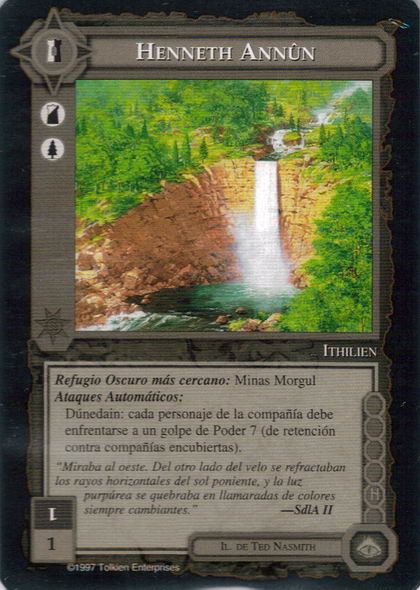 HENNETH ANNÛN
ITHILIEN
Refugio Oscuro más cercano: Minas Morgul
Ataques Automáticos:
Dúnedain: cada personaje de la compañía debe
enfrentarse a un golpe de Poder 7 (de retención
contra compañías encubiertas).
"Miraba al oeste. Del otro lado del velo se refractaban
los rayos horizontales del sol poniente, y la luz
purpúrea se quebraba en llamaradas de colores
siempre cambiantes." —SdlA II
H
1
1
IL. DE TED NASMITH
©1997 Tolkien Enterprises